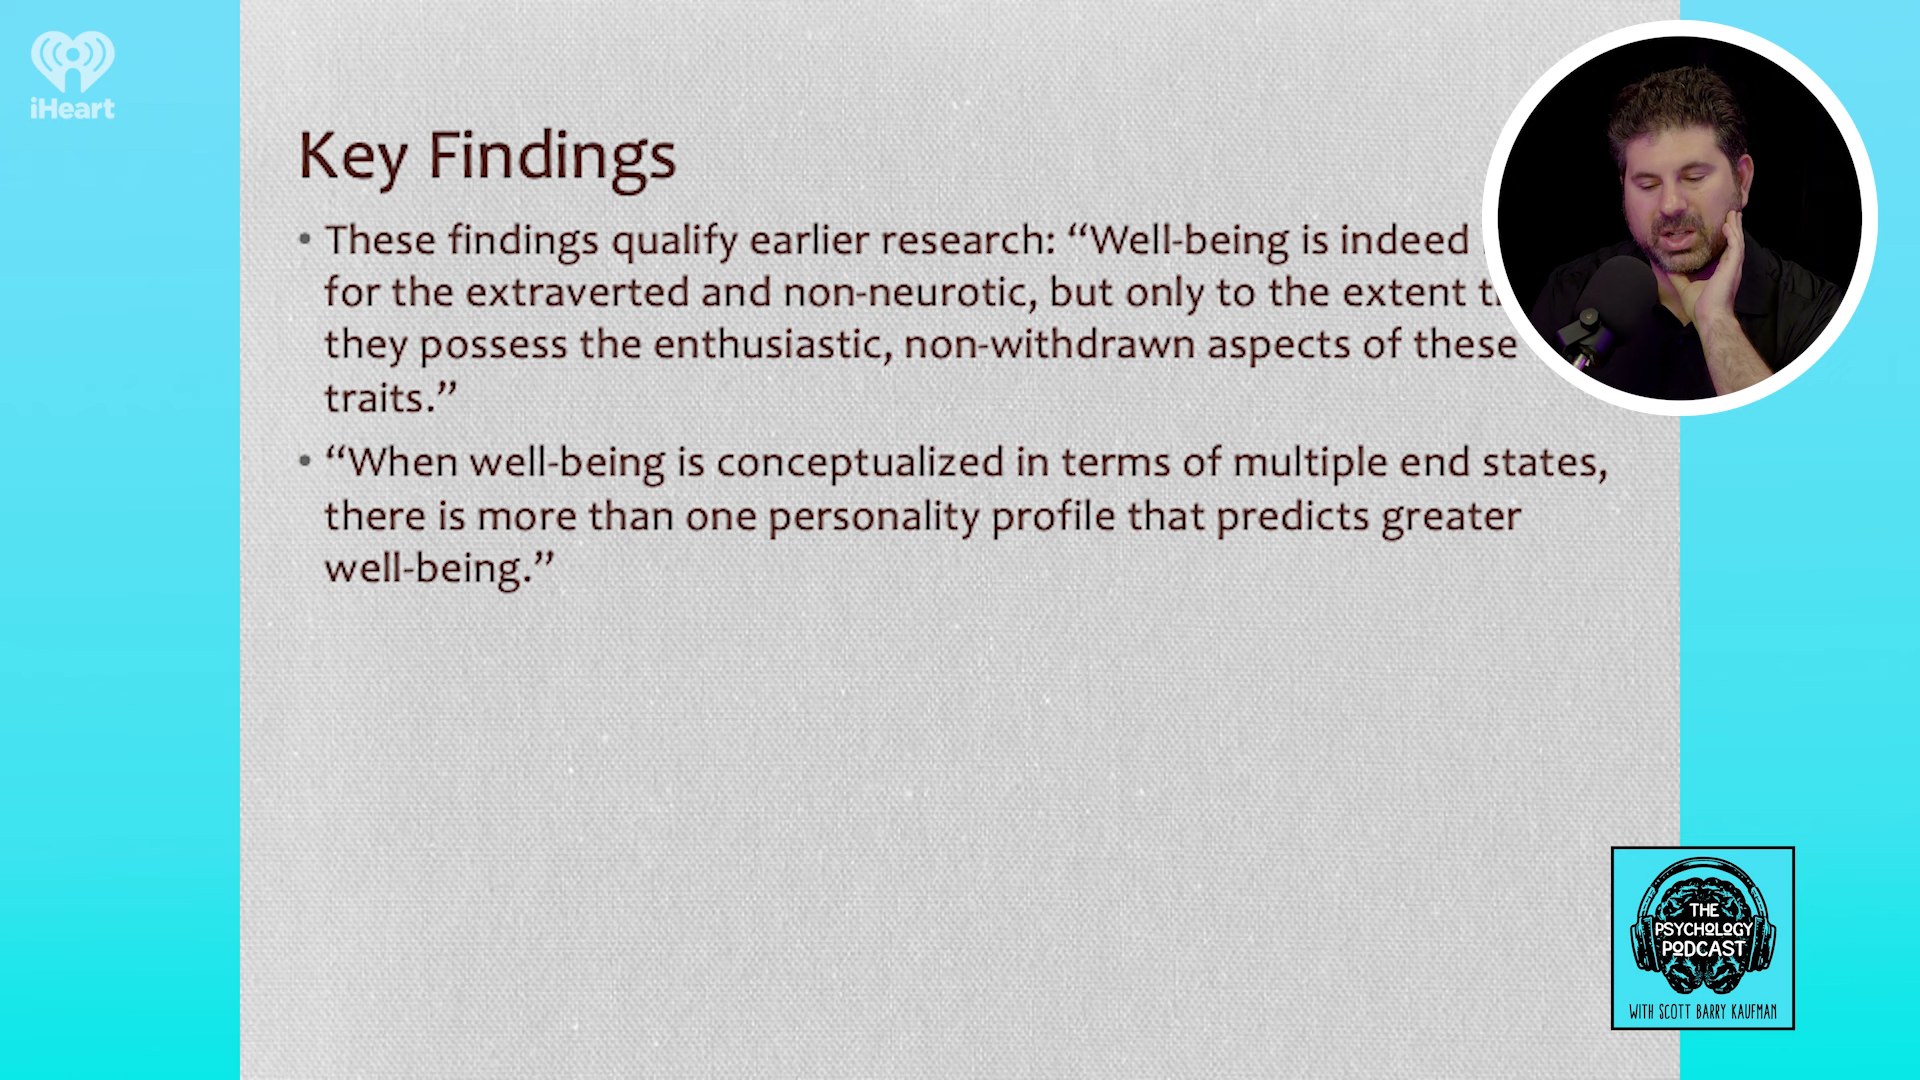 iHeart
Key Findings
• These findings qualify earlier research: “Well-being is indeed
for the extraverted and non-neurotic, but only to the extent
they possess the enthusiastic, non-withdrawn aspects of these
traits.”
• “When well-being is conceptualized in terms of multiple end states,
there is more than one personality profile that predicts greater
well-being.”
THE
PSYCHOLOGY
PODCAST
WITH SCOTT BARRY KAUFMAN